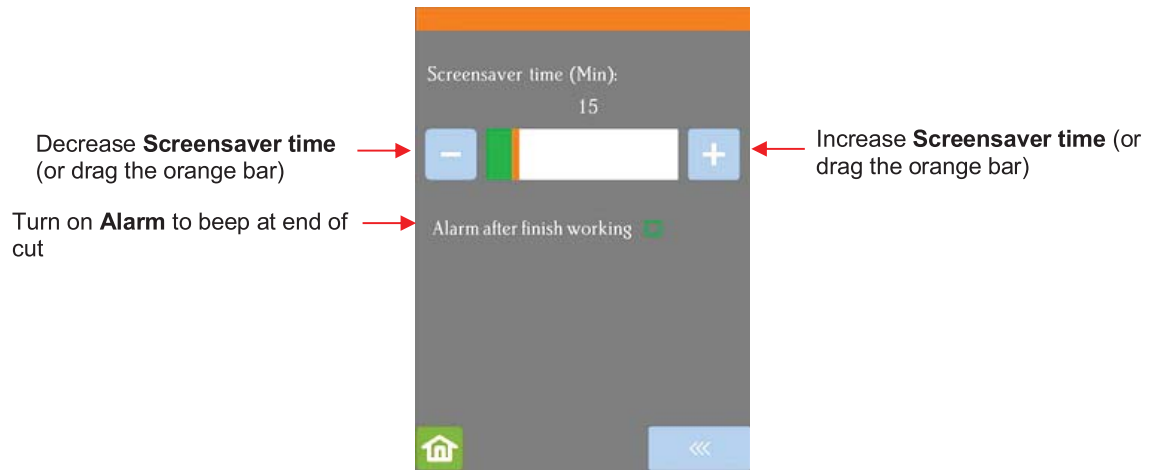 Screensaver time (Min):
15
Decrease Screensaver time
(or drag the orange bar)
Increase Screensaver time (or
drag the orange bar)
Turn on Alarm to beep at end of
cut
Alarm after finish working